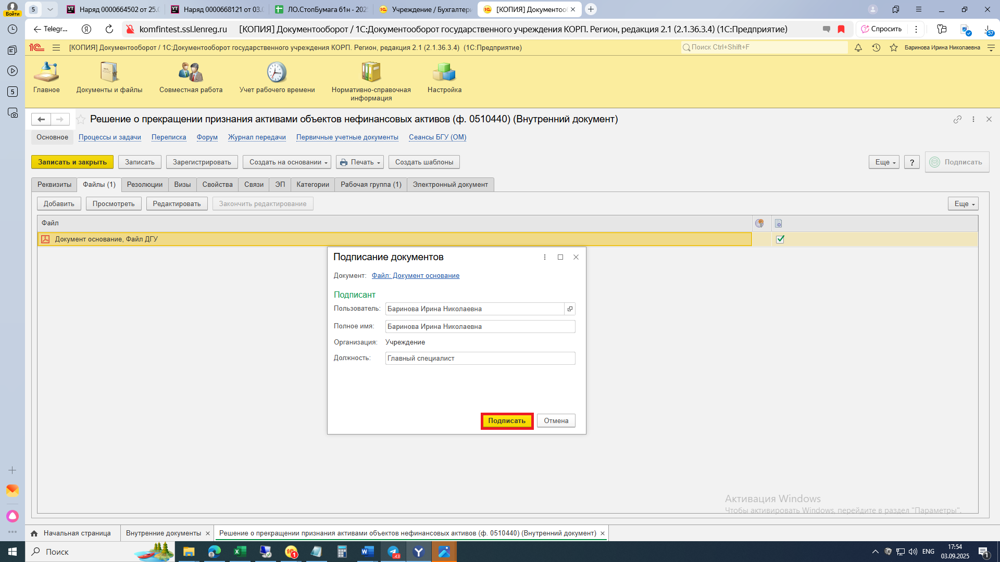 Войти
5
Наряд 0000664502 от 25.0
Наряд 0000668121 от 03.0
ЛО.СтопБумага б1н - 202
Учреждение / Бухгалтери
[КОПИЯ] Документооб
Telegr...
komfintest.ssl.lenreg.ru
[КОПИЯ] Документооборот / 1С:Документооборот государственного учреждения КОРП. Регион, редакция 2.1 (2.1.36.3.4) (1С:Предприятие)
Спросить
57
[КОПИЯ] Документооборот / 1С:Документооборот государственного учреждения КОРП. Регион, редакция 2.1 (2.1.36.3.4) (1С:Предприятие)
Поиск Ctrl+Shift+F
Баринова Ирина Николаевна
5
Главное
Документы и файлы
Совместная работа
Учет рабочего времени
Нормативно-справочная
информация
Настройка
Решение о прекращении признания активами объектов нефинансовых активов (ф. 0510440) (Внутренний документ)
Основное
Процессы и задачи
Переписка
Форум
Журнал передачи
Первичные учетные документы
Сеансы БГУ (ОМ)
Записать и закрыть
Записать
Зарегистрировать
Создать на основании
Печать
Создать шаблоны
Еще
?
Подписать
Реквизиты
Файлы (1)
Резолюции
Визы
Свойства
Связи
ЭП
Категории
Рабочая группа (1)
Электронный документ
Добавить
Просмотреть
Редактировать
Закончить редактирование
Еще
Файл
Документ основание, Файл ДГУ
Подписание документов
Документ: Файл: Документ основание
Подписант
Пользователь: Баринова Ирина Николаевна
Полное имя: Баринова Ирина Николаевна
Организация: Учреждение
Должность: Главный специалист
Подписать
Отмена
Активация Windows
Чтобы активировать Windows, перейдите в раздел "Параметры".
Начальная страница
Внутренние документы
Решение о прекращении признания активами объектов нефинансовых активов (ф. 0510440) (Внутренний документ)
Поиск
1
43
ENG
17:54
03.09.2025
1